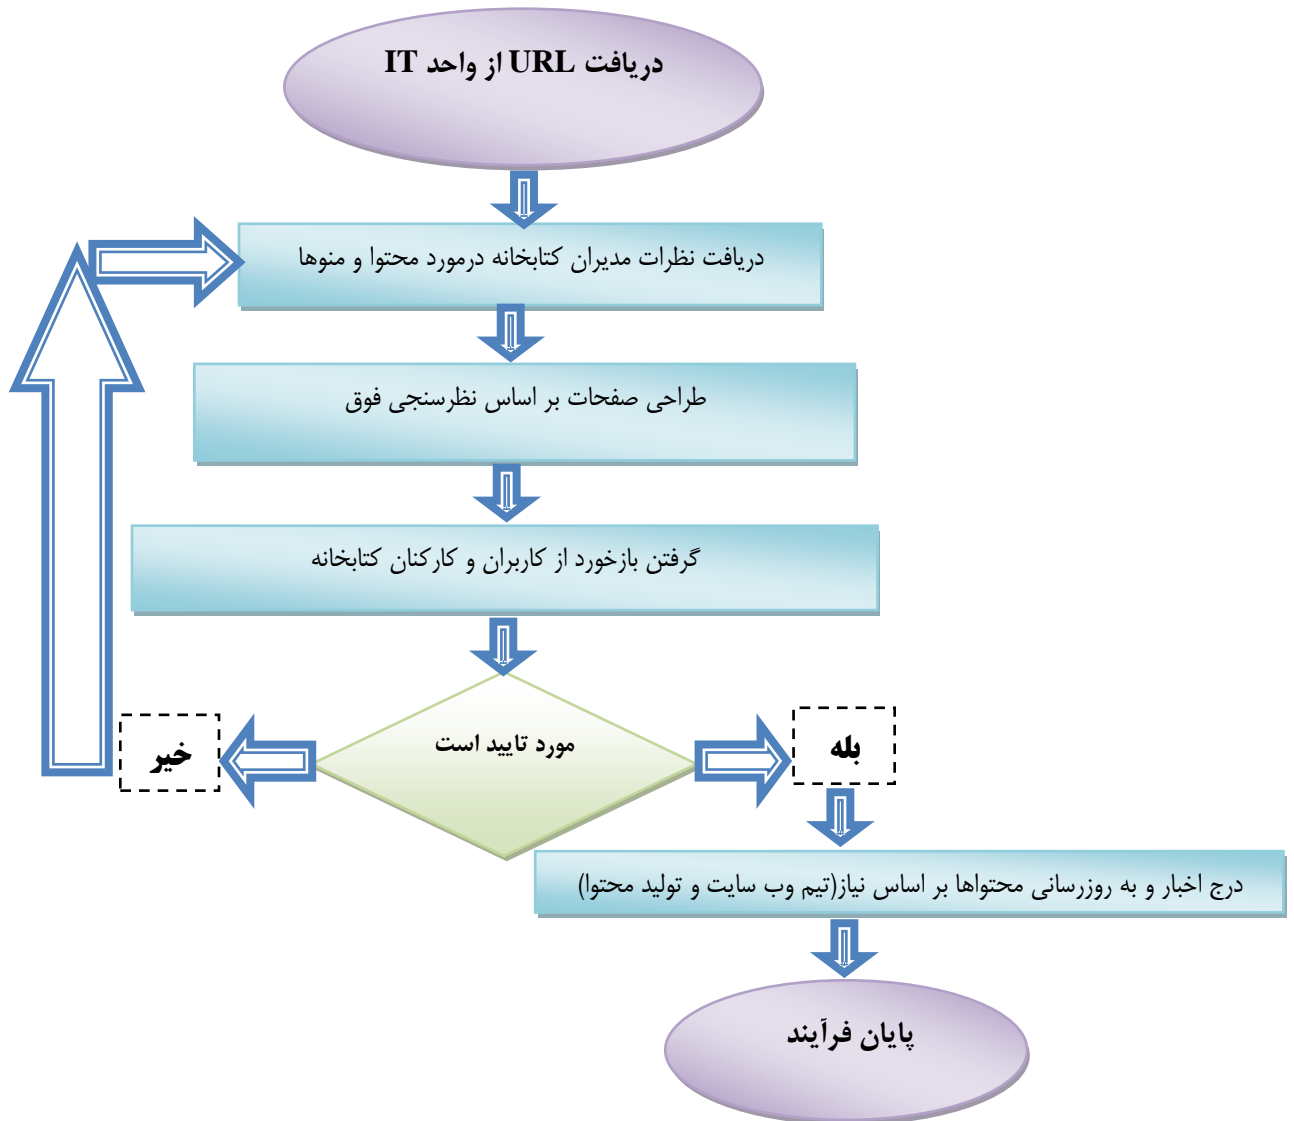 دریافت URL از واحد IT
دریافت نظرات مدیران کتابخانه درمورد محتوا و منوها
طراحی صفحات بر اساس نظرسنجی فوق
گرفتن بازخورد از کاربران و کارکنان کتابخانه
مورد تایید است
بله
خیر
درج اخبار و به روزرسانی محتواها بر اساس نیاز(تیم وب سایت و تولید محتوا)
پایان فرآیند